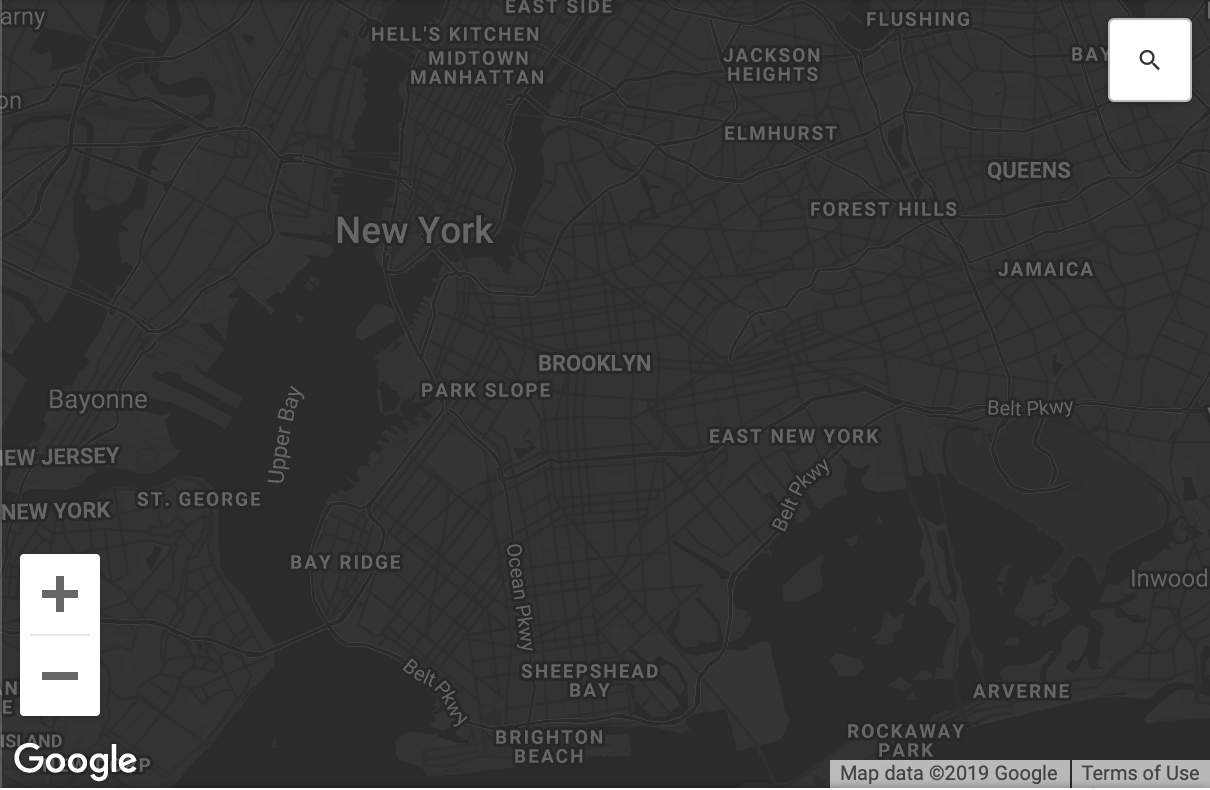 arny
EAST SIDE
FLUSHING
HELL'S KITCHEN
MIDTOWN
MANHATTAN
JACKSON
HEIGHTS
BAY
on
ELMHURST
QUEENS
FOREST HILLS
New York
JAMAICA
BROOKLYN
PARK SLOPE
Bayonne
Belt Pkwy
Upper Bay
EAST NEW YORK
EW JERSEY
Belt Pkwy
ST. GEORGE
NEW YORK
BAY RIDGE
Ocean Pkwy
Inwood
SHEEPSHEAD
BAY
Belt Pkwy
ARVERNE
AN
E
ISLAND
BRIGHTON
BEACH
ROCKAWAY
PARK
Google
P
Map data ©2019 Google
Terms of Use